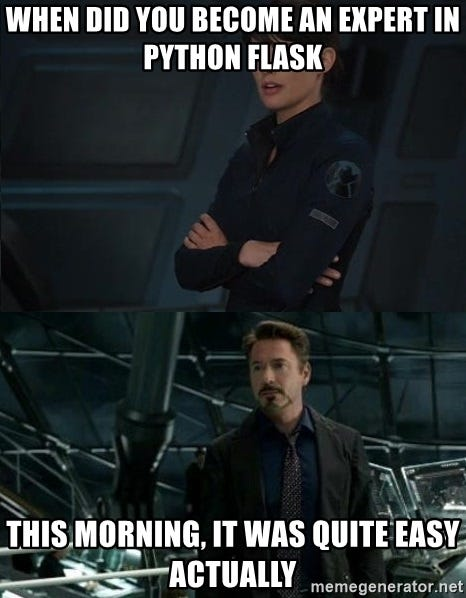 WHEN DID YOU BECOME AN EXPERT IN
PYTHON FLASK
THIS MORNING, IT WAS QUITE EASY
ACTUALLY
memegenerator.net